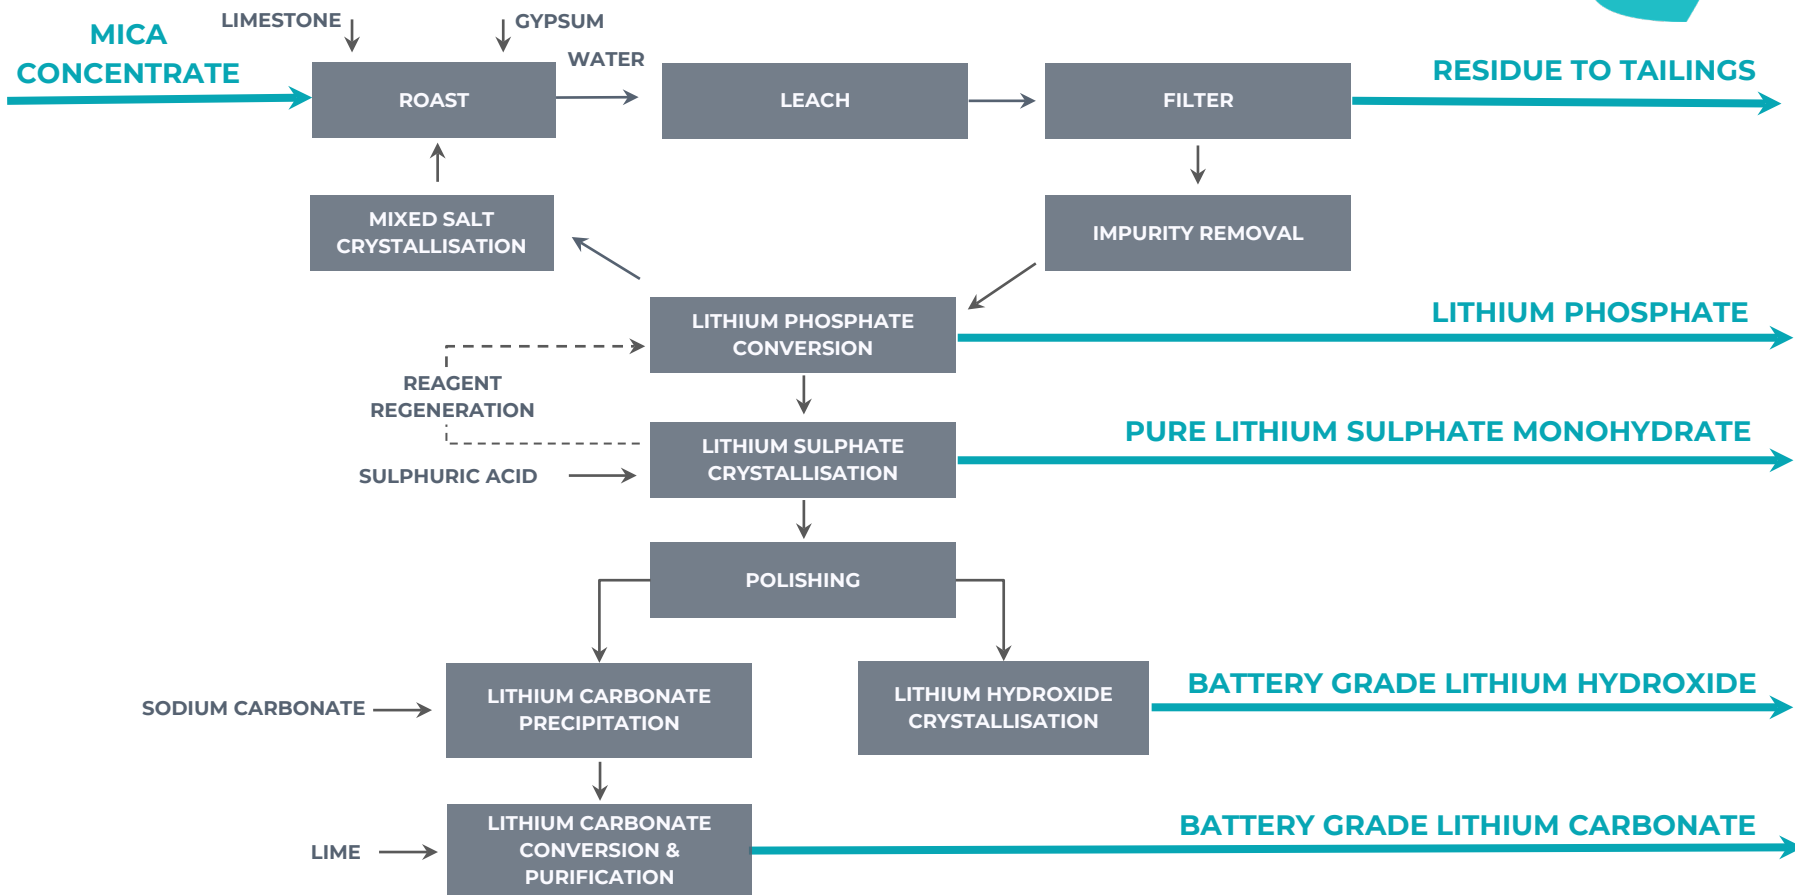 LIMESTONE
GYPSUM
MICA
CONCENTRATE
WATER
ROAST
LEACH
FILTER
RESIDUE TO TAILINGS
MIXED SALT
CRYSTALLISATION
IMPURITY REMOVAL
LITHIUM PHOSPHATE
CONVERSION
LITHIUM PHOSPHATE
REAGENT
REGENERATION
LITHIUM SULPHATE
CRYSTALLISATION
PURE LITHIUM SULPHATE MONOHYDRATE
SULPHURIC ACID
POLISHING
SODIUM CARBONATE
LITHIUM CARBONATE
PRECIPITATION
LITHIUM HYDROXIDE
CRYSTALLISATION
BATTERY GRADE LITHIUM HYDROXIDE
LIME
LITHIUM CARBONATE
CONVERSION &
PURIFICATION
BATTERY GRADE LITHIUM CARBONATE